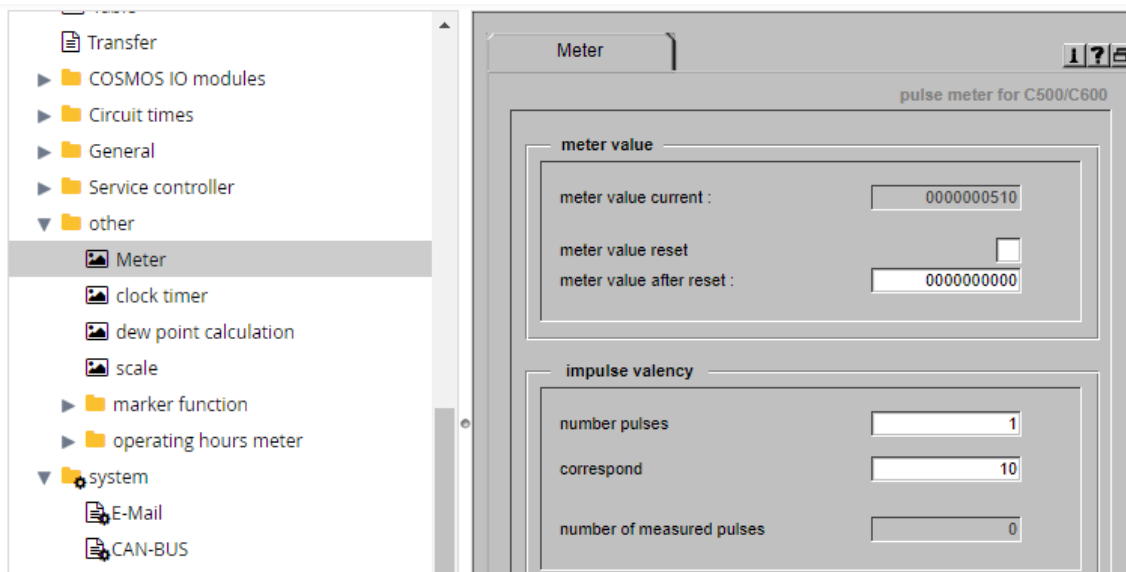 Transfer
COSMOS IO modules
Circuit times
General
Service controller
other
Meter
clock timer
dew point calculation
scale
marker function
operating hours meter
system
E-Mail
CAN-BUS
Meter
pulse meter for C500/C600
meter value
meter value current : 0000000510
meter value reset
meter value after reset : 0000000000
impulse valency
number pulses 1
correspond 10
number of measured pulses 0